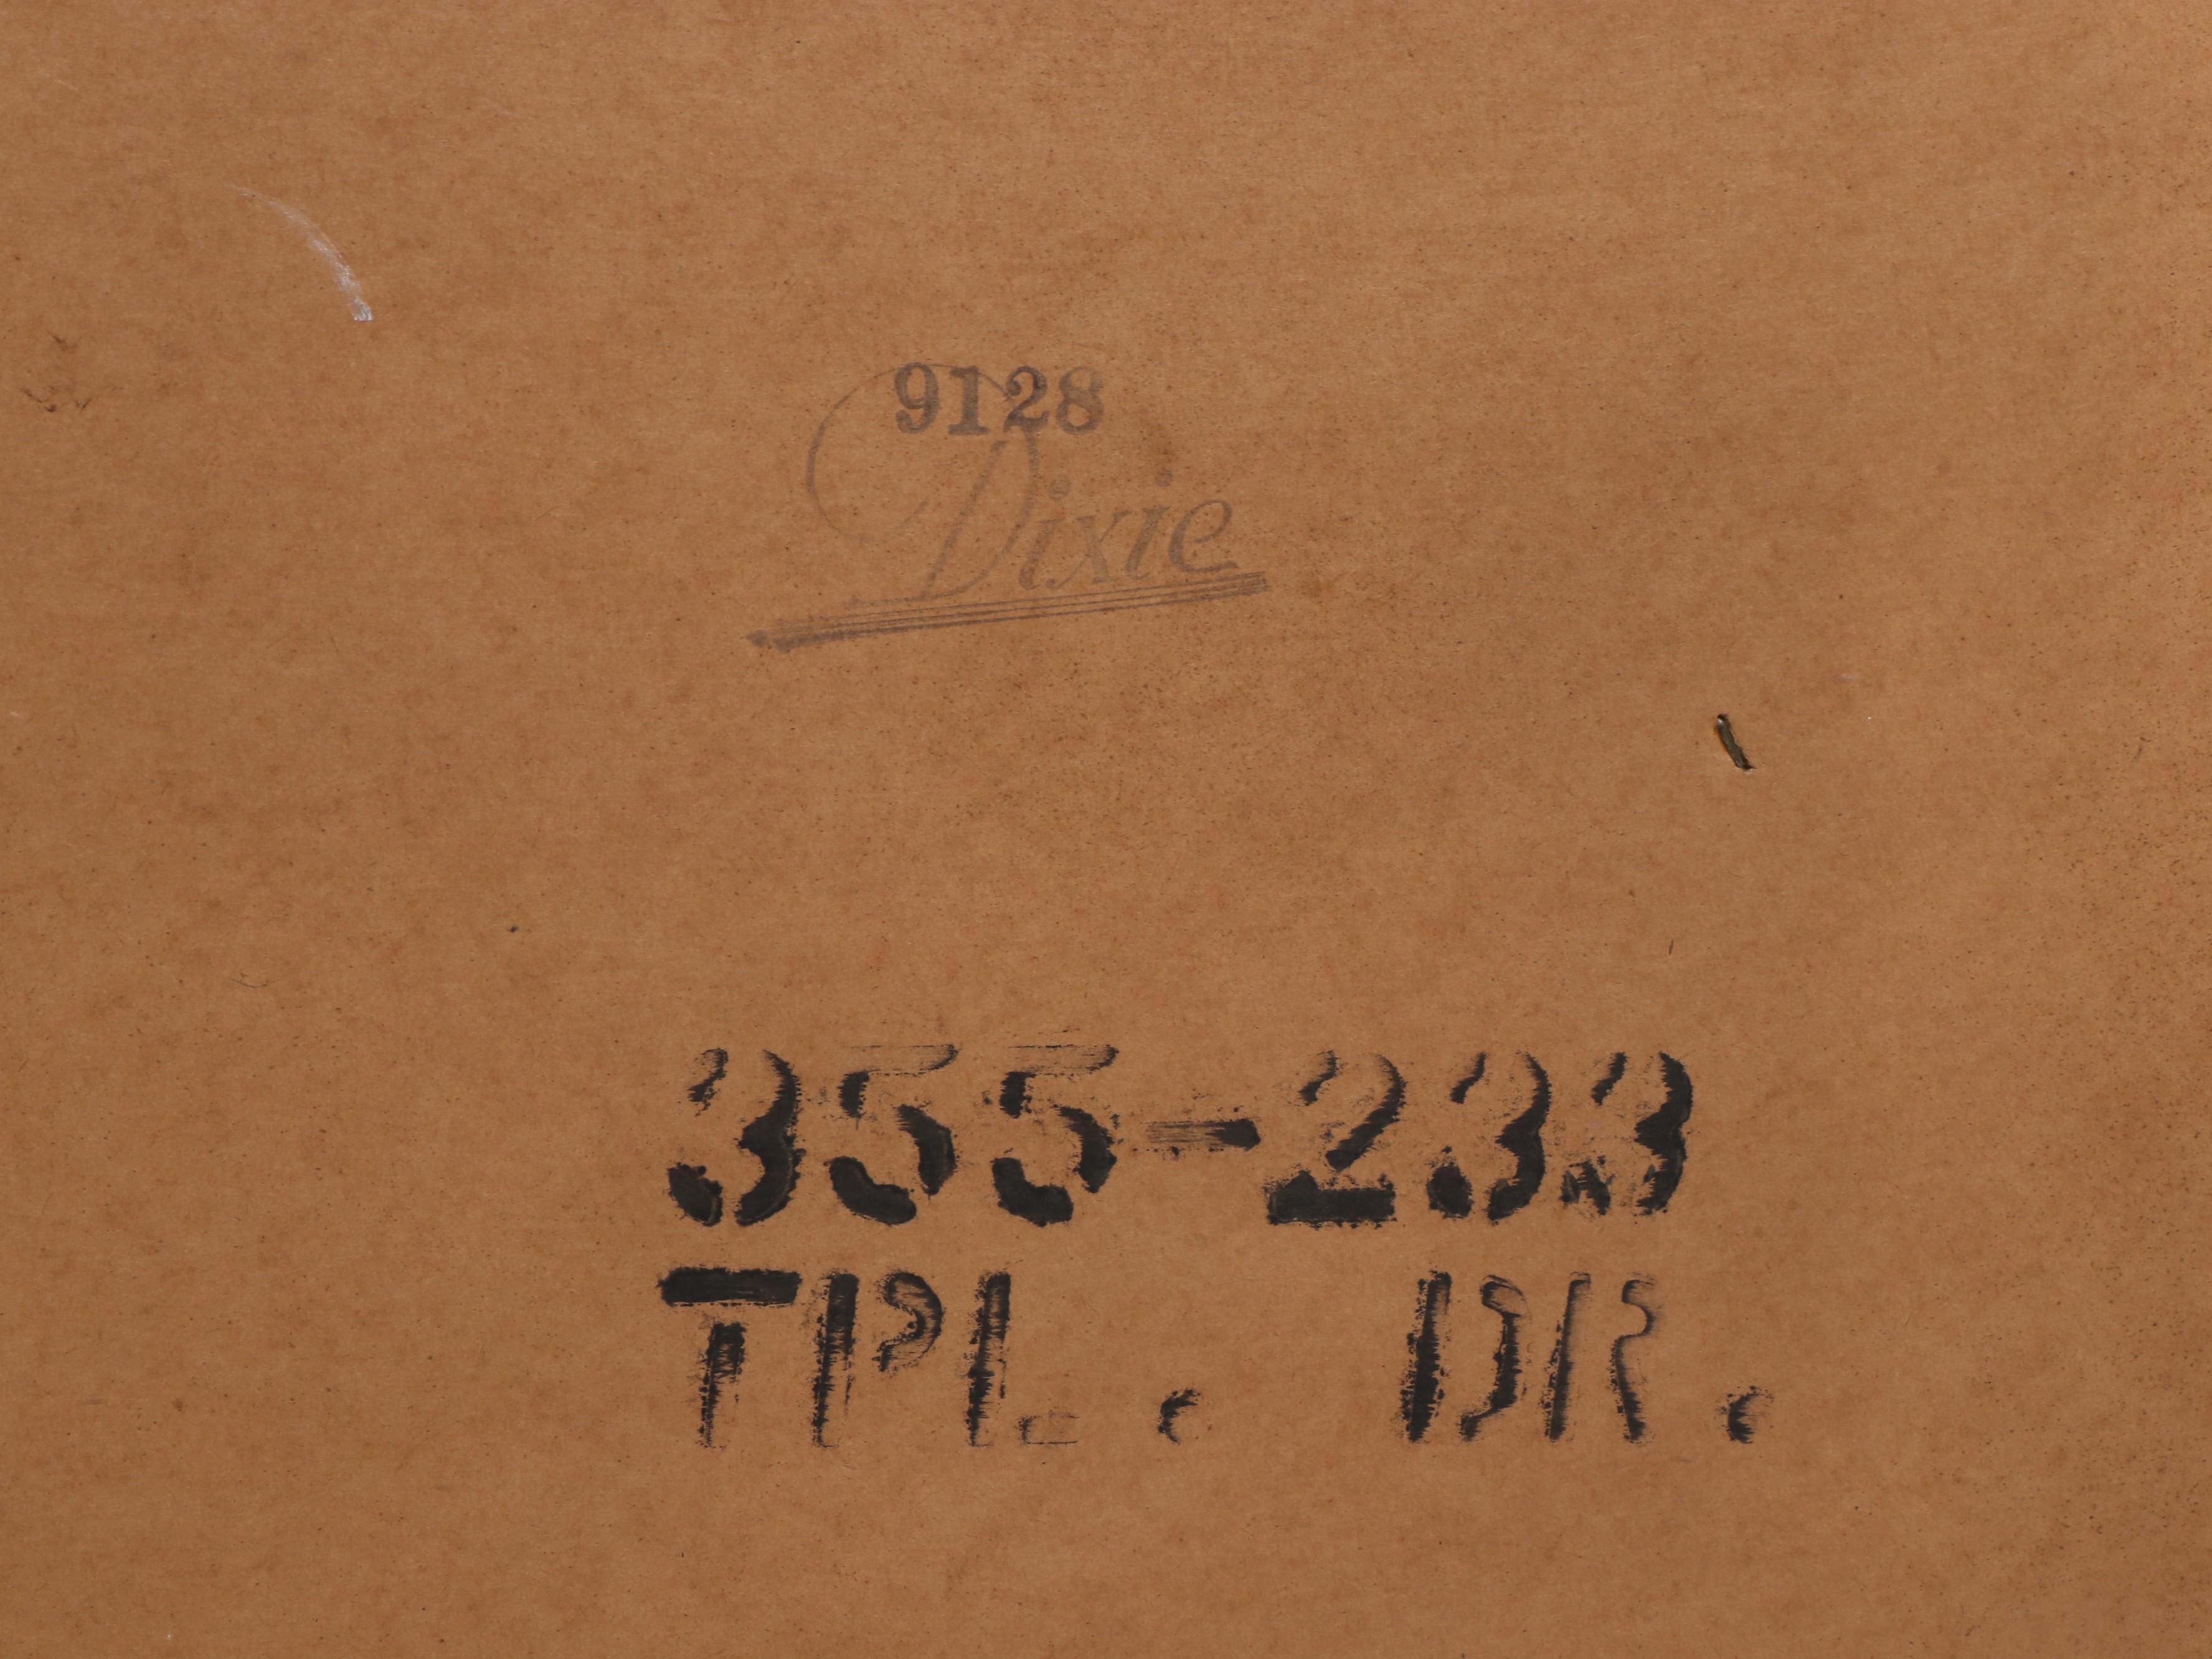 9128
Dixie
355-233
TPL. DR.